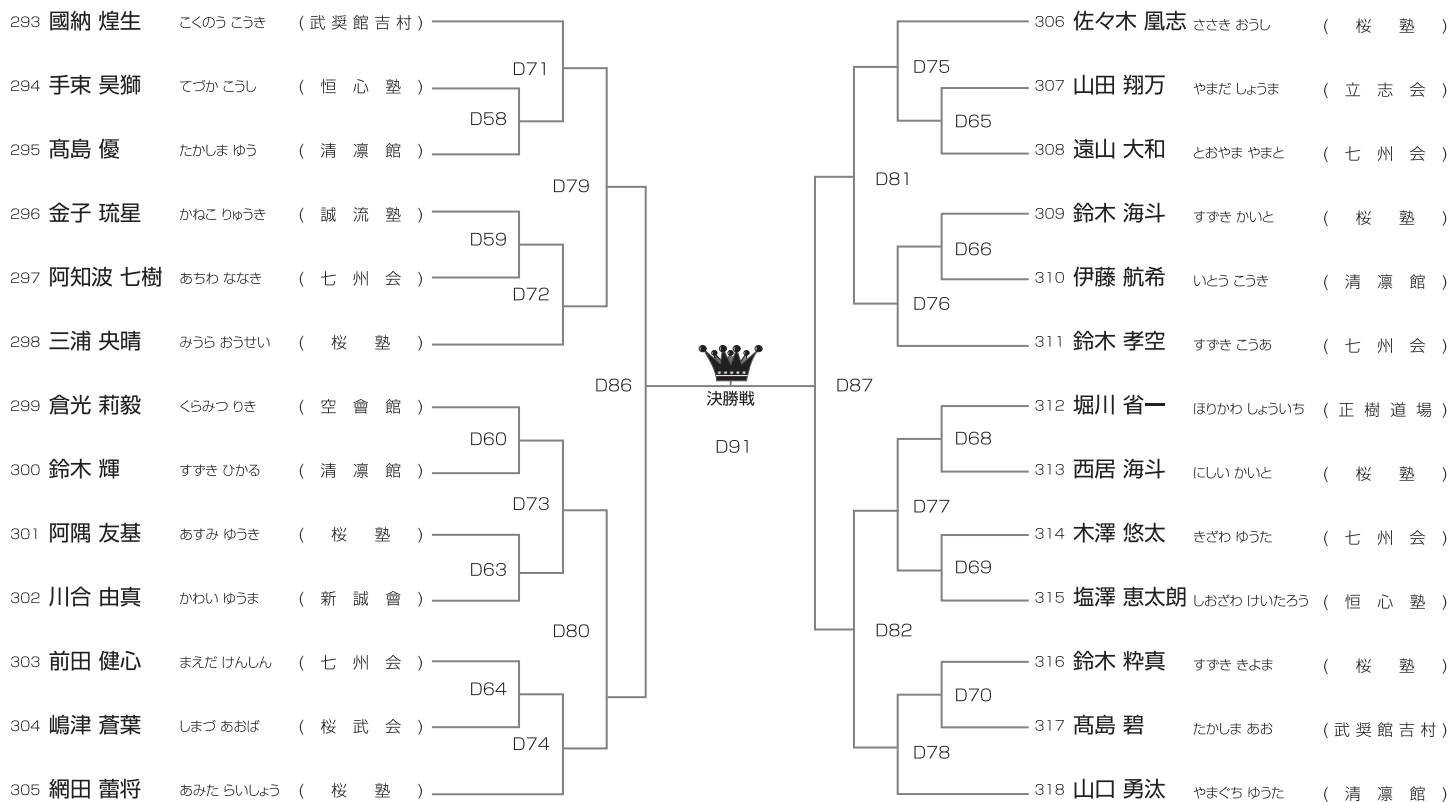 293 國納 煌生 こくのう こうき (武奨館吉村)
D71
294 手束 昊獅 てづか こうし (恒心塾)
D58
295 髙島 優 たかしま ゆう (清凛館)
D79
296 金子 琉星 かねこ りゅうき (誠流塾)
D59
297 阿知波 七樹 あちわ ななき (七州会)
D72
298 三浦 央晴 みうら おうせい (桜塾)
D86
299 倉光 莉毅 くらみつ りき (空會館)
D60
300 鈴木 輝 すずき ひかる (清凛館)
D73
301 阿隅 友基 あすみ ゆうき (桜塾)
D63
302 川合 由真 かわい ゆうま (新誠會)
D80
303 前田 健心 まえだ けんしん (七州会)
D64
304 嶋津 蒼葉 しまづ あおば (桜武会)
D74
305 網田 蕾将 あみた らいしょう (桜塾)
決勝戦
D91
306 佐々木 凰志 ささき おうし (桜塾)
D75
307 山田 翔万 やまだ しょうま (立志会)
D65
308 遠山 大和 とおやま やまと (七州会)
D81
309 鈴木 海斗 すずき かいと (桜塾)
D66
310 伊藤 航希 いとう こうき (清凛館)
D76
311 鈴木 孝空 すずき こうあ (七州会)
D87
312 堀川 省一 ほりかわ しょういち (正樹道場)
D68
313 西居 海斗 にしい かいと (桜塾)
D77
314 木澤 悠太 きざわ ゆうた (七州会)
D69
315 塩澤 恵太朗 しおざわ けいたろう (恒心塾)
D82
316 鈴木 粋真 すずき きよま (桜塾)
D70
317 髙島 碧 たかしま あお (武奨館吉村)
D78
318 山口 勇汰 やまぐち ゆうた (清凛館)